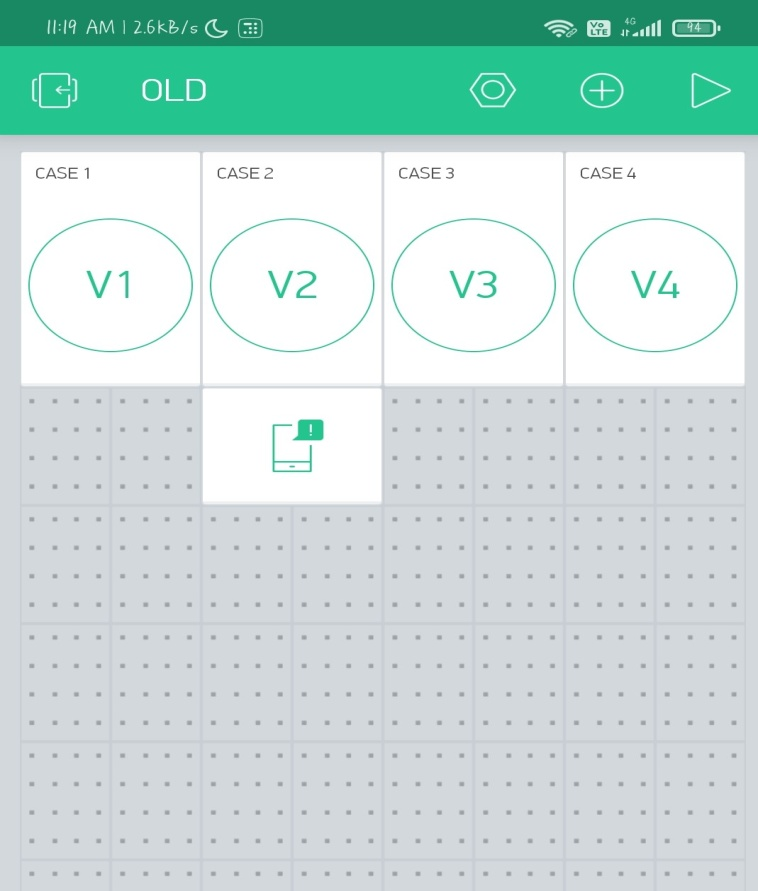 11:19 AM | 2.6KB/s
Vo LTE 4G 94
OLD
CASE 1 CASE 2 CASE 3 CASE 4
V1 V2 V3 V4
!